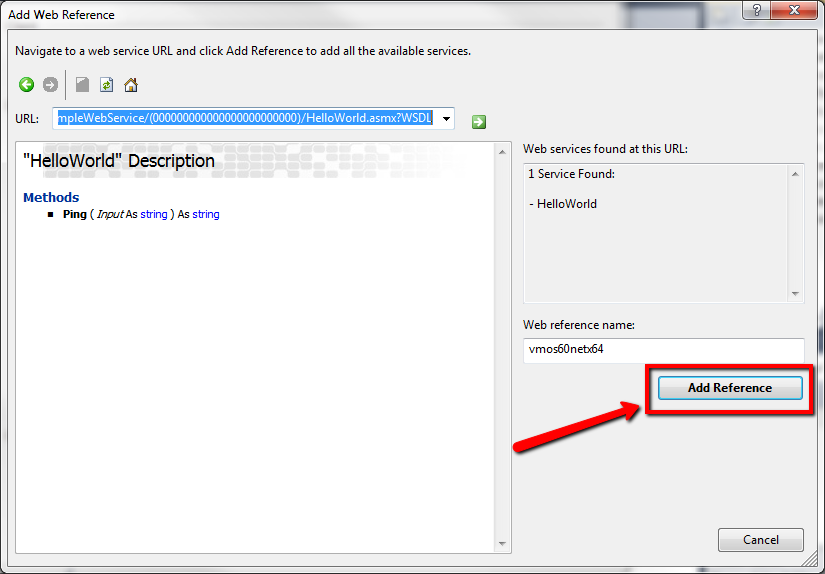 Add Web Reference
Navigate to a web service URL and click Add Reference to add all the available services.
URL: mpleWebService/(000000000000000000000000)/HelloWorld.asmx?WSDL
"HelloWorld" Description
Methods
Ping ( Input As string ) As string
Web services found at this URL:
1 Service Found:
- HelloWorld
Web reference name:
vmos60netx64
Add Reference
Cancel